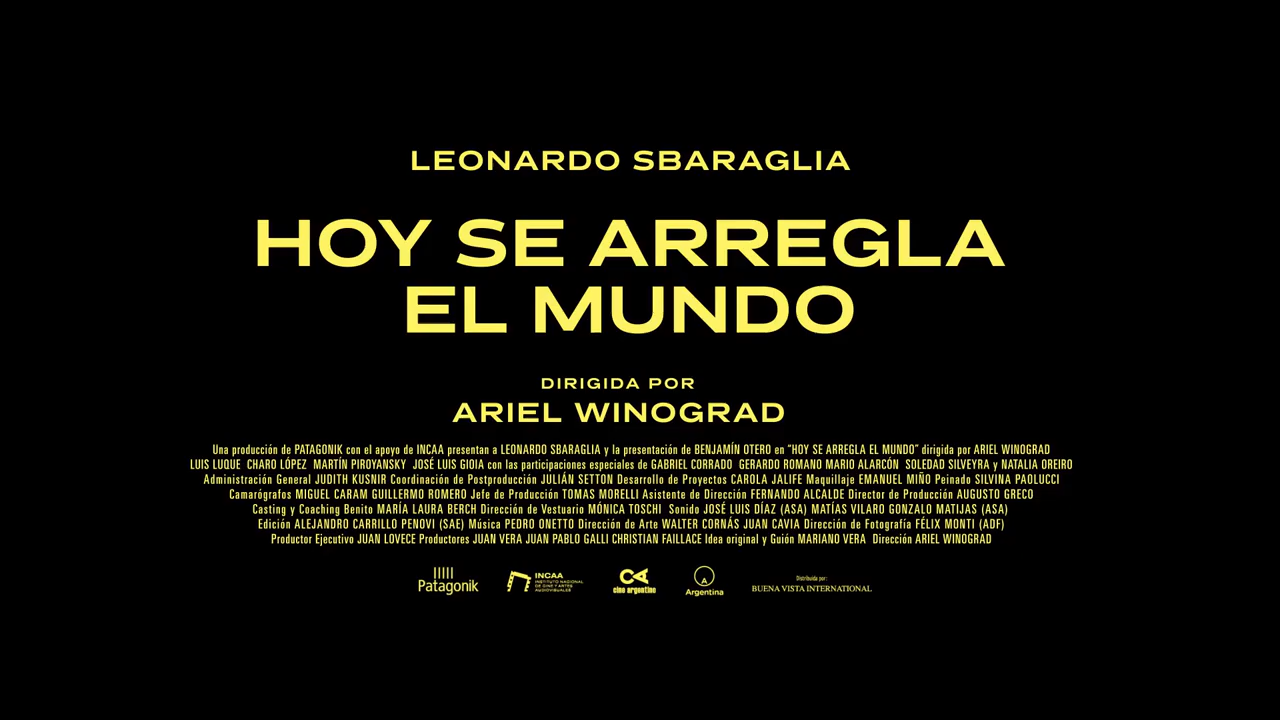 LEONARDO SBARAGLIA
HOY SE ARREGLA
EL MUNDO
DIRIGIDA POR
ARIEL WINOGRAD
Una producción de PATAGONIK con el apoyo de INCAA presentan a LEONARDO SBARAGLIA y la presentación de BENJAMÍN OTERO en “HOY SE ARREGLA EL MUNDO” dirigida por ARIEL WINOGRAD
LUIS LUQUE CHARO LÓPEZ MARTÍN PIROYANSKY JOSÉ LUIS GIOIA con las participaciones especiales de GABRIEL CORRADO GERARDO ROMANO MARIO ALARCÓN SOLEDAD SILVEYRA y NATALIA OREIRO
Administración General JUDITH KUSNIR Coordinación de Postproducción JULIÁN SETTON Desarrollo de Proyectos CAROLA JALIFE Maquillaje EMANUEL MIÑO Peinado SILVINA PAOLUCCI
Camarógrafos MIGUEL CARAM GUILLERMO ROMERO Jefe de Producción TOMAS MORELLI Asistente de Dirección FERNANDO ALCALDE Director de Producción AUGUSTO GRECO
Casting y Coaching Benito MARÍA LAURA BERCH Dirección de Vestuario MÓNICA TOSCHI Sonido JOSÉ LUIS DÍAZ (ASA) MATÍAS VILARO GONZALO MATIJAS (ASA)
Edición ALEJANDRO CARRILLO PENOVI (SAE) Música PEDRO ONETTO Dirección de Arte WALTER CORNÁS JUAN CAVIA Dirección de Fotografía FÉLIX MONTI (ADF)
Productor Ejecutivo JUAN LOVECE Productores JUAN VERA JUAN PABLO GALLI CHRISTIAN FAILLACE Idea original y Guión MARIANO VERA Dirección ARIEL WINOGRAD
Patagonik
INCAA
INSTITUTO NACIONAL
DE CINE Y ARTES
AUDIOVISUALES
CA
cine argentino
A
Argentina
Distribuida por:
BUENA VISTA INTERNATIONAL